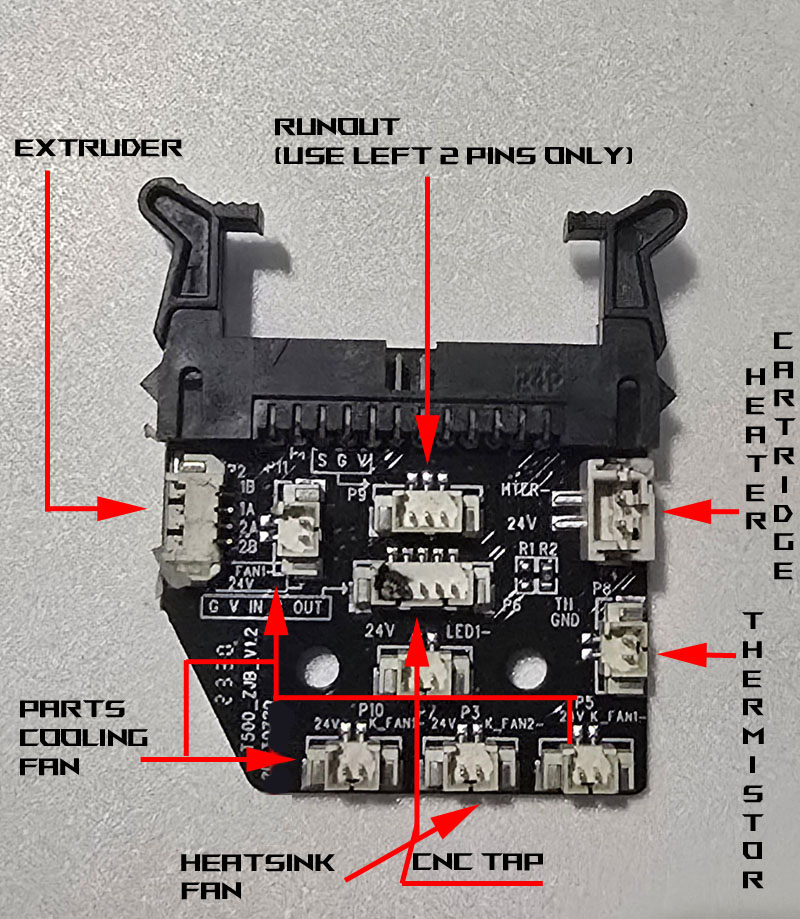 RUNOUT
(USE LEFT 2 PINS ONLY)
EXTRUDER
HEATER
CARTRIDGE
S G V
P9
P2
P11
1B
1A
2A
2B
HTER-
24V
R1 R2
FAN1-
24V
G V IN OUT
P6
TH
GND
P8
24V LED1-
THERMISTOR
PARTS
COOLING
FAN
P10
24V K_FAN1-
P3
24V K_FAN2-
P5
24V K_FAN1-
HEATSINK
FAN
CNC TAP